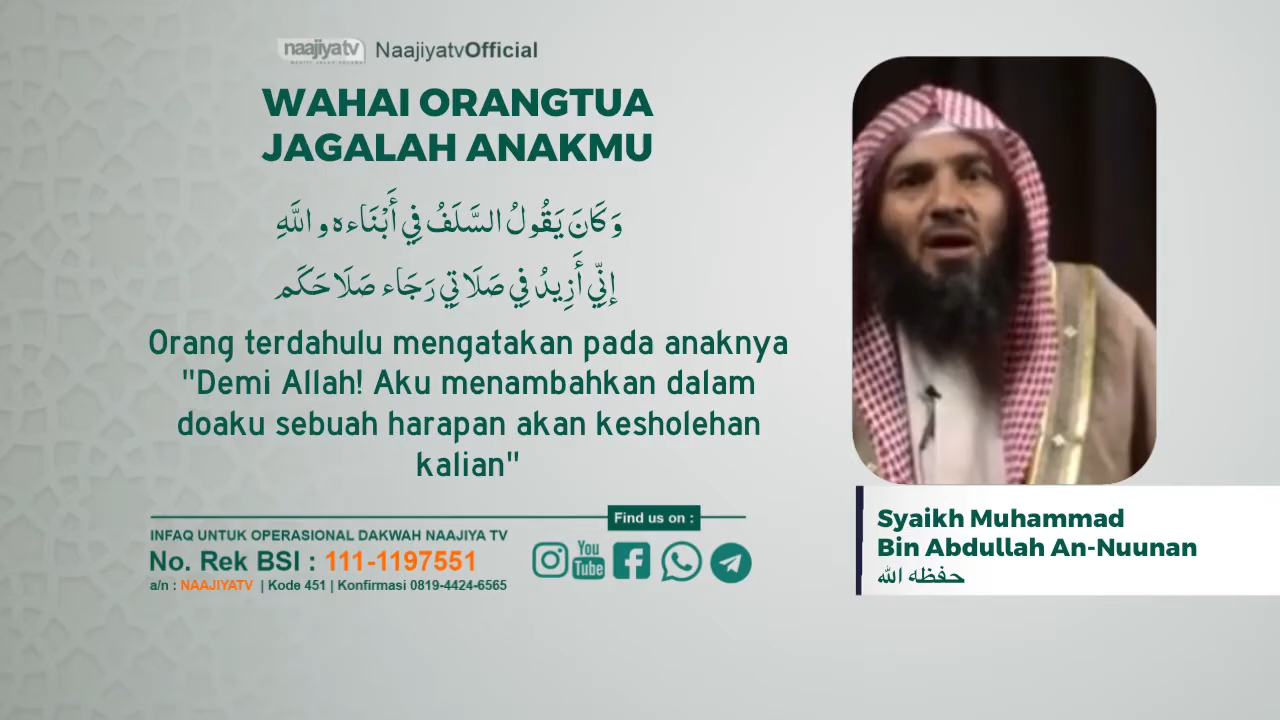 naajiyatv NaajiyatvOfficial
WAHAI ORANGTUA
JAGALAH ANAKMU
وَكَانَ يَقُولُ السَّلَفُ فِي أَبْنَاءه و اللَّهِ
إِنِّي أَزِيدُ فِي صَلَاتِي رَجَاء صَلَاحَكَم
Orang terdahulu mengatakan pada anaknya
"Demi Allah! Aku menambahkan dalam
doaku sebuah harapan akan kesholehan
kalian"
Find us on :
INFAQ UNTUK OPERASIONAL DAKWAH NAAJIYA TV
No. Rek BSI : 111-1197551
a/n : NAAJIYATV | Kode 451 | Konfirmasi 0819-4424-6565
You
Tube
Syaikh Muhammad
Bin Abdullah An-Nuunan
حفظه الله